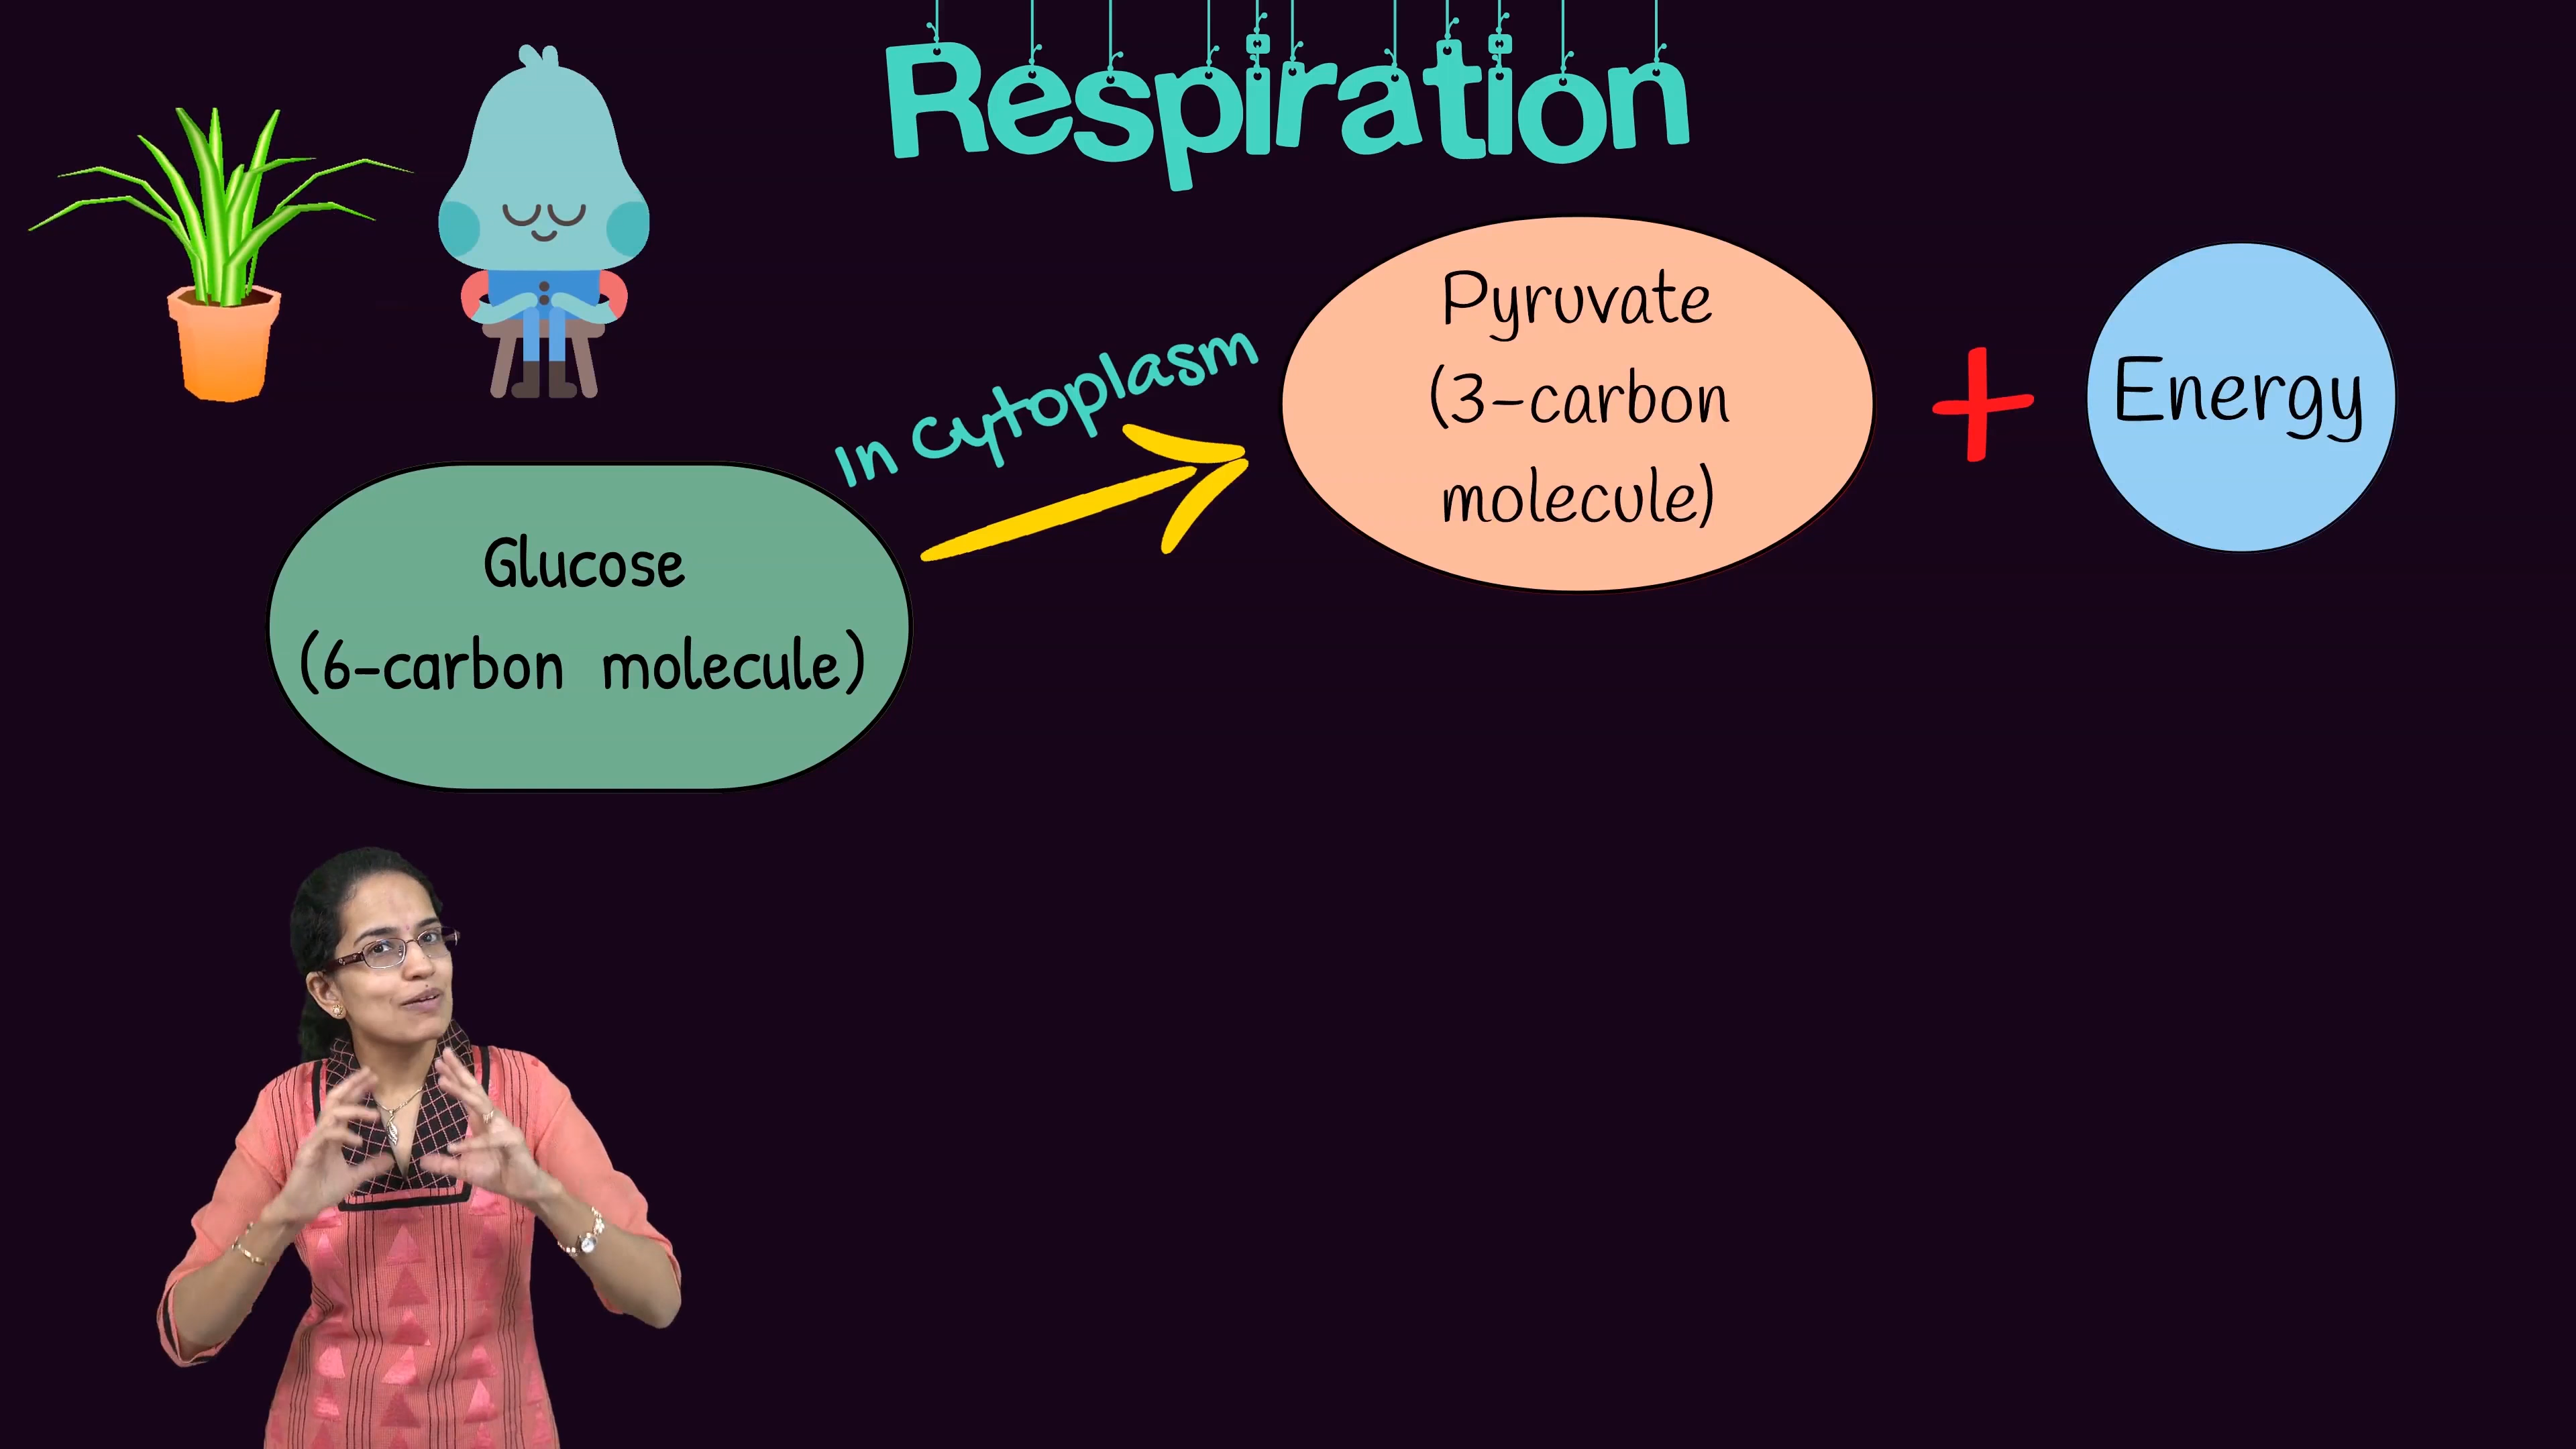 Respiration
Glucose
(6-carbon molecule)
In Cytoplasm
Pyruvate
(3-carbon
molecule)
+
Energy